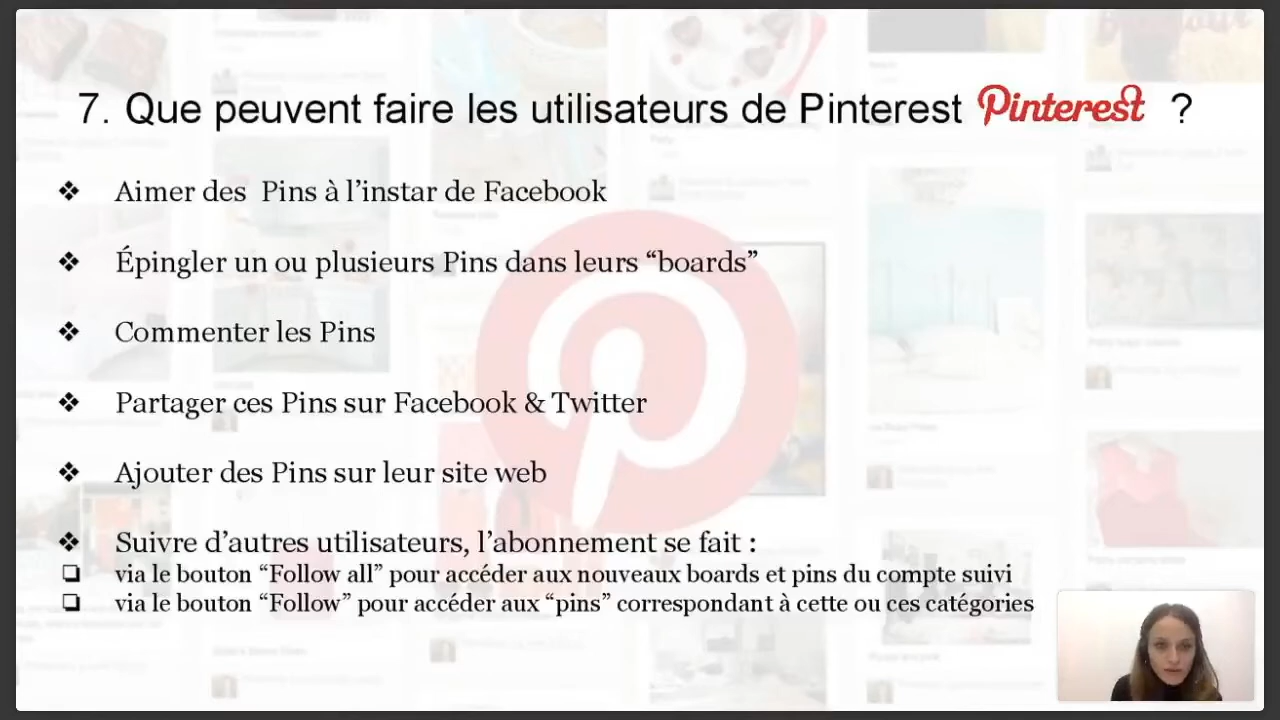 7. Que peuvent faire les utilisateurs de Pinterest Pinterest ?
❖ Aimer des Pins à l’instar de Facebook
❖ Épingler un ou plusieurs Pins dans leurs “boards”
❖ Commenter les Pins
❖ Partager ces Pins sur Facebook & Twitter
❖ Ajouter des Pins sur leur site web
❖ Suivre d’autres utilisateurs, l’abonnement se fait :
❏ via le bouton “Follow all” pour accéder aux nouveaux boards et pins du compte suivi
❏ via le bouton “Follow” pour accéder aux “pins” correspondant à cette ou ces catégories